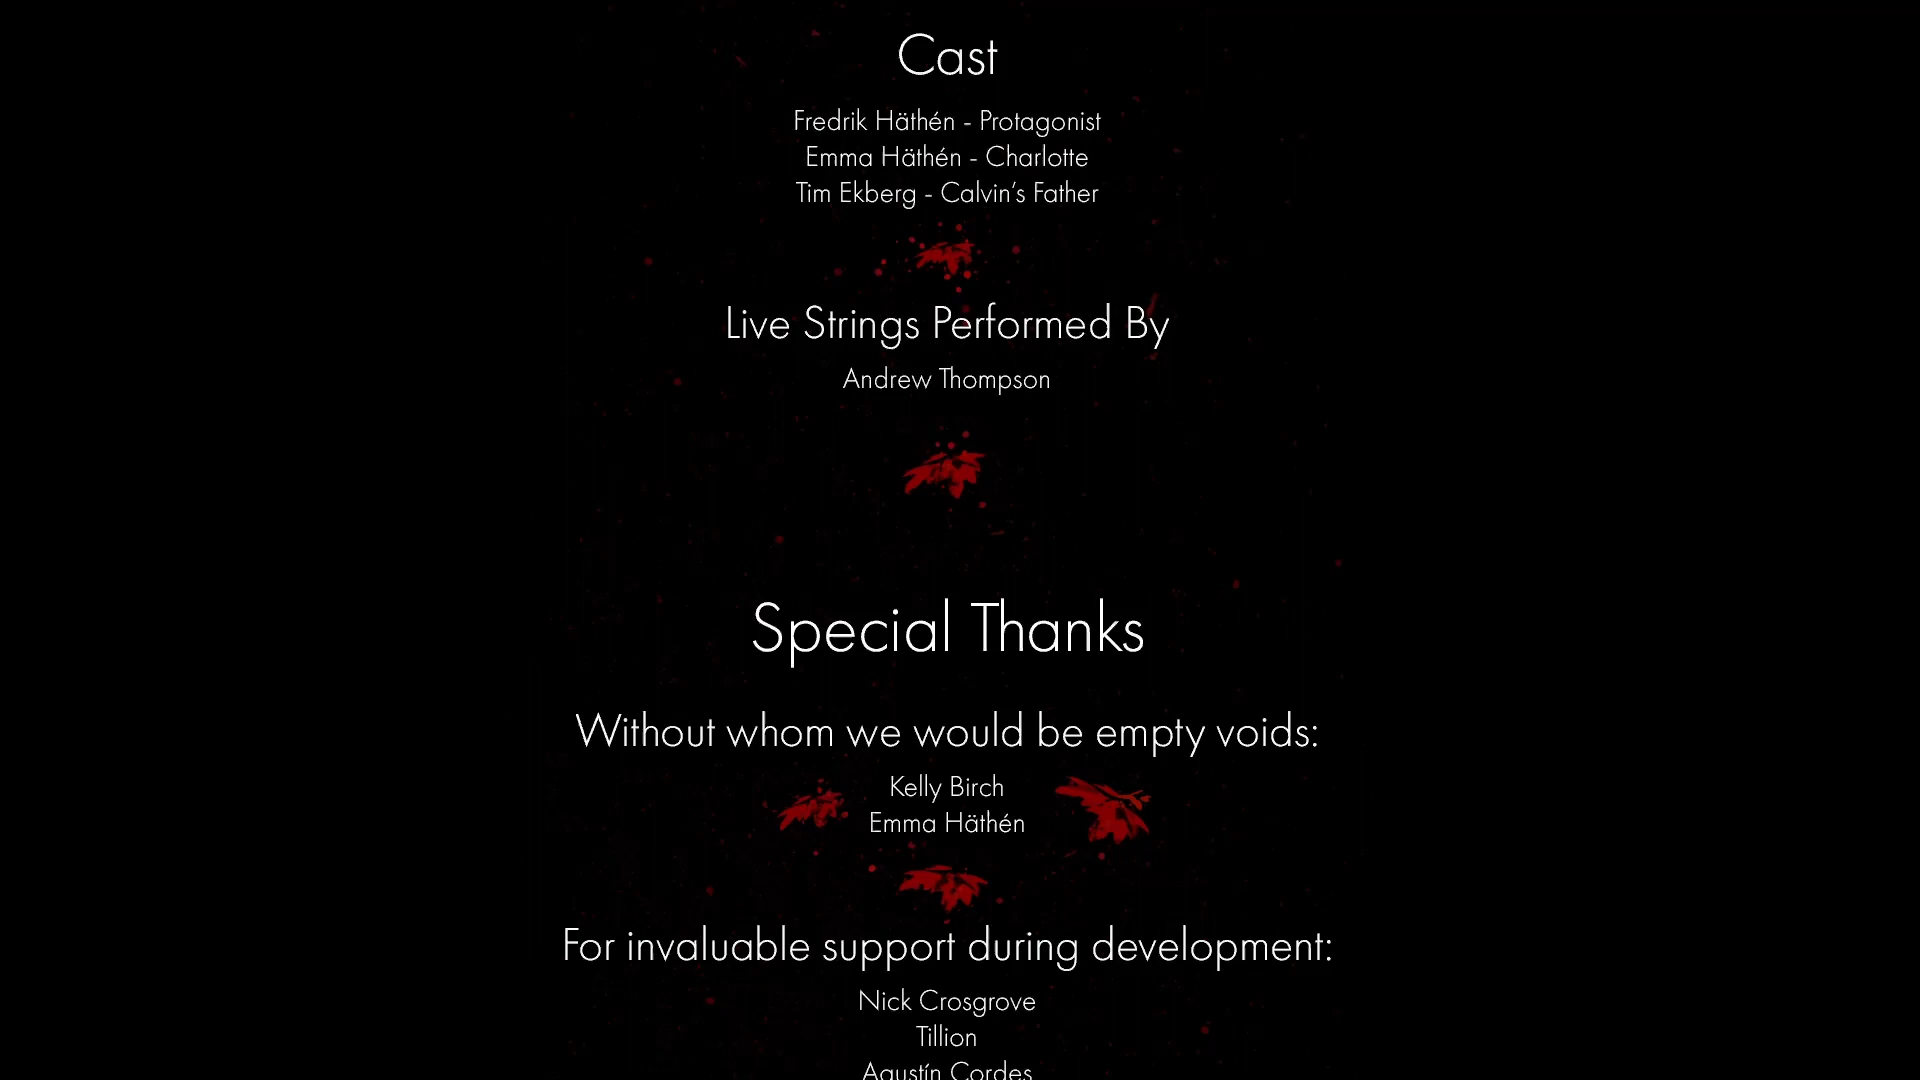 Cast
Fredrik Häthén - Protagonist
Emma Häthén - Charlotte
Tim Ekberg - Calvin’s Father
Live Strings Performed By
Andrew Thompson
Special Thanks
Without whom we would be empty voids:
Kelly Birch
Emma Häthén
For invaluable support during development:
Nick Crosgrove
Tillion
Agustín Cordes